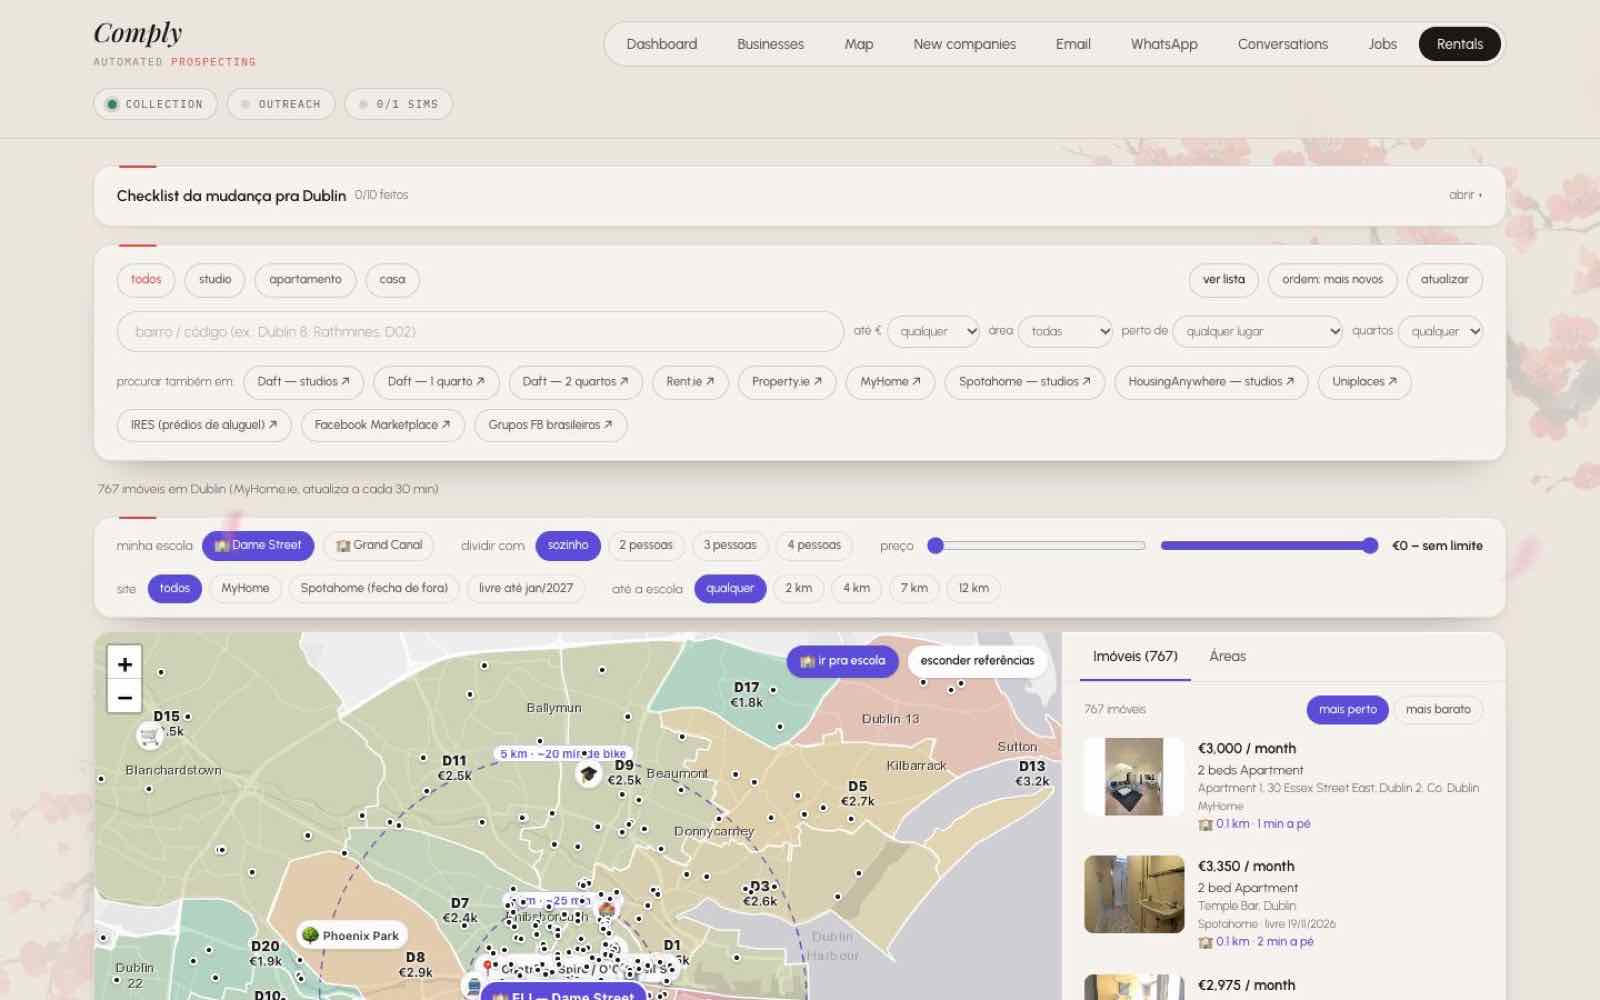 Comply
AUTOMATED PROSPECTING
Dashboard Businesses Map New companies Email WhatsApp Conversations Jobs Rentals
COLLECTION OUTREACH 0/1 SIMS
Checklist da mudança pra Dublin 0/10 feitos abrir
todos studio apartamento casa ver lista ordem: mais novos atualizar
bairro / código (ex: Dublin 8, Rathmines, D02) até € qualquer área todas perto de qualquer lugar quartos qualquer
procurar também em: Daft — studios ↗ Daft — 1 quarto ↗ Daft — 2 quartos ↗ Rent.ie ↗ Property.ie ↗ MyHome ↗ Spotahome — studios ↗ HousingAnywhere — studios ↗ Uniplaces ↗
IRES (prédios de aluguel) ↗ Facebook Marketplace ↗ Grupos FB brasileiros ↗
767 imóveis em Dublin (MyHome.ie, atualiza a cada 30 min)
minha escola Dame Street Grand Canal dividir com sozinho 2 pessoas 3 pessoas 4 pessoas preço €0 – sem limite
site todos MyHome Spotahome (fecha de fora) livre até jan/2027 até a escola qualquer 2 km 4 km 7 km 12 km
+
−
ir pra escola esconder referências
D17
€1.8k
D15
.5k
Ballymun
Dublin 13
Sutton
D13
€3.2k
Kilbarrack
5 km · ~20 min de bike
D11
€2.5k
D9
€2.5k
Beaumont
Blanchardstown
D5
€2.7k
Donnycarney
D3
€2.6k
D7
€2.4k
Phibsborough
Phoenix Park
D20
€1.9k
D8
€2.9k
D1
Dublin
Harbour
Dublin
22
D10
ELI — Dame Street
Imóveis (767) Áreas
767 imóveis mais perto mais barato
€3,000 / month
2 beds Apartment
Apartment 1, 30 Essex Street East, Dublin 2, Co. Dublin
MyHome
0.1 km · 1 min a pé
€3,350 / month
2 bed Apartment
Temple Bar, Dublin
Spotahome · livre 19/11/2026
0.1 km · 2 min a pé
€2,975 / month